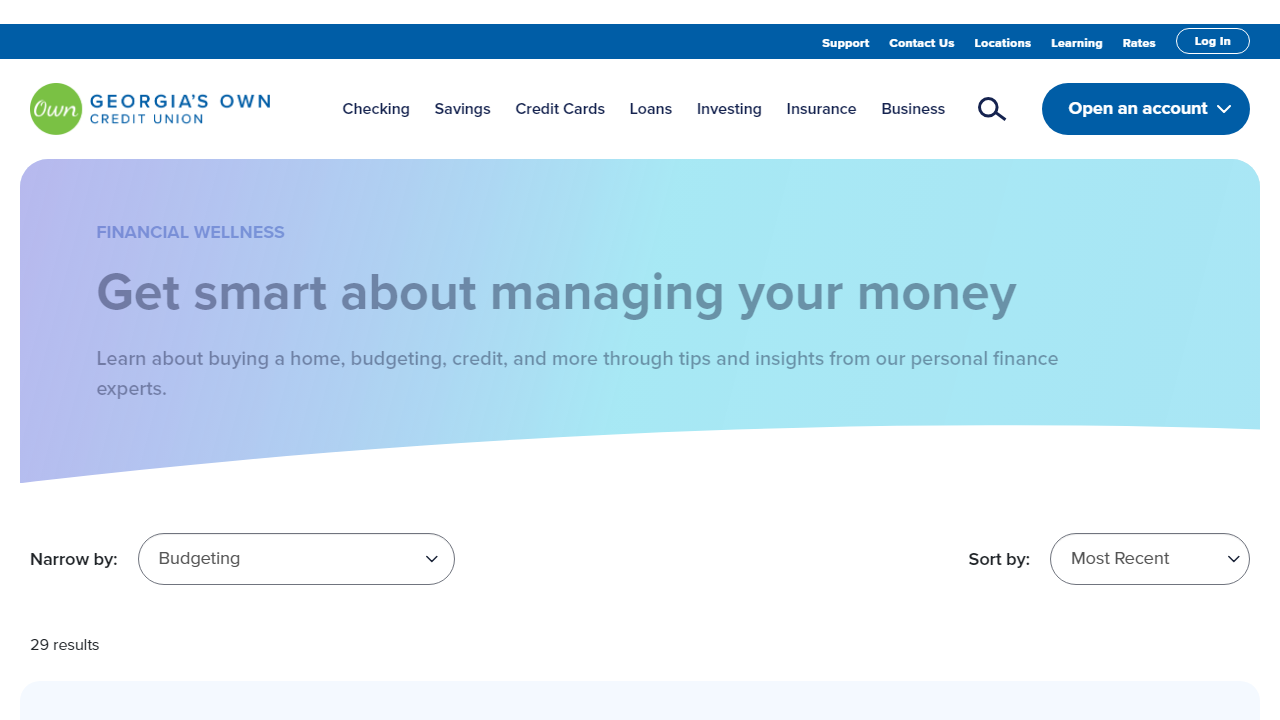 Support Contact Us Locations Learning Rates Log In
Own GEORGIA'S OWN
CREDIT UNION
Checking Savings Credit Cards Loans Investing Insurance Business Open an account
FINANCIAL WELLNESS
Get smart about managing your money
Learn about buying a home, budgeting, credit, and more through tips and insights from our personal finance
experts.
Narrow by: Budgeting Sort by: Most Recent
29 results